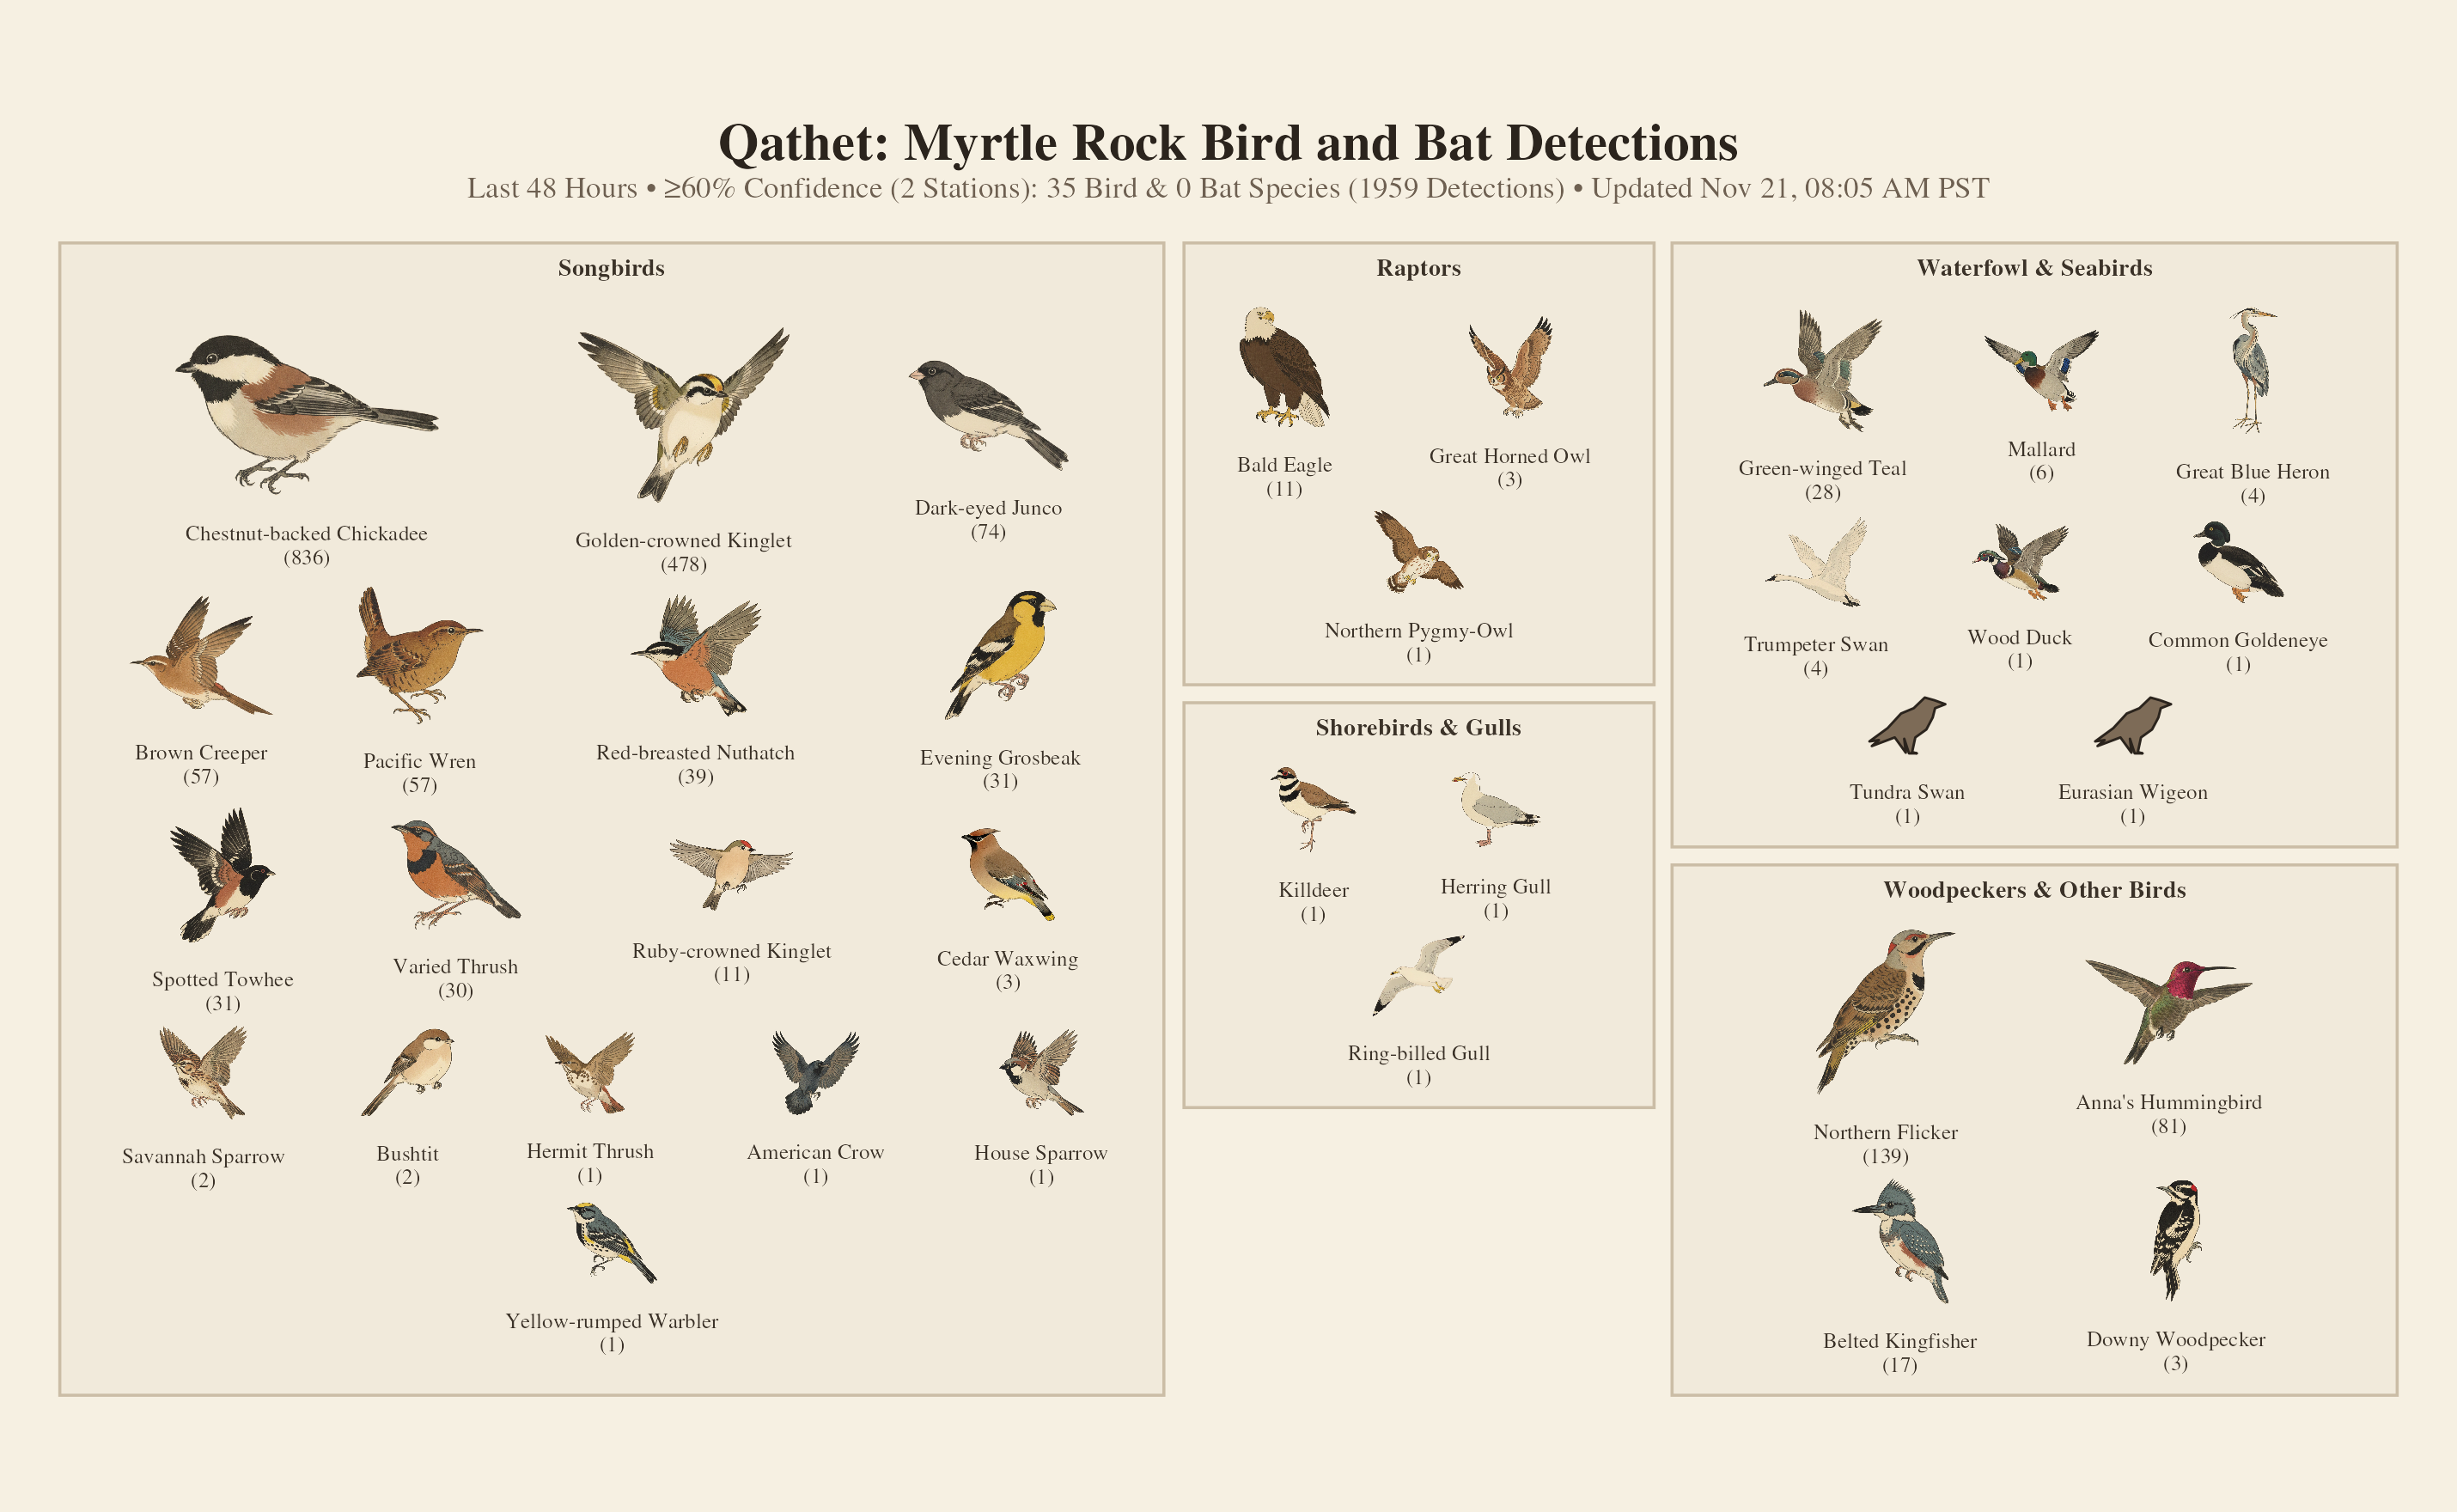 Qathet: Myrtle Rock Bird and Bat Detections
Last 48 Hours • ≥60% Confidence (2 Stations): 35 Bird & 0 Bat Species (1959 Detections) • Updated Nov 21, 08:05 AM PST
Songbirds
Chestnut-backed Chickadee
(836)
Golden-crowned Kinglet
(478)
Dark-eyed Junco
(74)
Brown Creeper
(57)
Pacific Wren
(57)
Red-breasted Nuthatch
(39)
Evening Grosbeak
(31)
Spotted Towhee
(31)
Varied Thrush
(30)
Ruby-crowned Kinglet
(11)
Cedar Waxwing
(3)
Savannah Sparrow
(2)
Bushtit
(2)
Hermit Thrush
(1)
American Crow
(1)
House Sparrow
(1)
Yellow-rumped Warbler
(1)
Raptors
Bald Eagle
(11)
Great Horned Owl
(3)
Northern Pygmy-Owl
(1)
Shorebirds & Gulls
Killdeer
(1)
Herring Gull
(1)
Ring-billed Gull
(1)
Waterfowl & Seabirds
Green-winged Teal
(28)
Mallard
(6)
Great Blue Heron
(4)
Trumpeter Swan
(4)
Wood Duck
(1)
Common Goldeneye
(1)
Tundra Swan
(1)
Eurasian Wigeon
(1)
Woodpeckers & Other Birds
Northern Flicker
(139)
Anna's Hummingbird
(81)
Belted Kingfisher
(17)
Downy Woodpecker
(3)